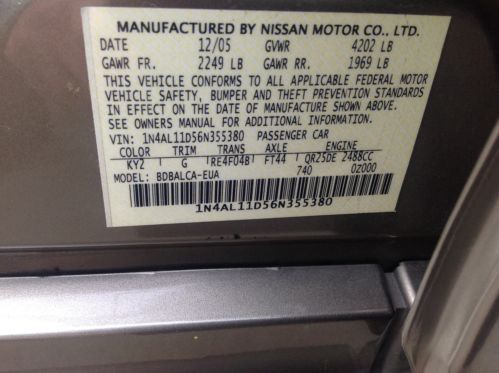 MANUFACTURED BY NISSAN MOTOR CO., LTD.
DATE 12/05 GVWR 4202 LB
GAWR FR. 2249 LB GAWR RR. 1969 LB
THIS VEHICLE CONFORMS TO ALL APPLICABLE FEDERAL MOTOR
VEHICLE SAFETY, BUMPER AND THEFT PREVENTION STANDARDS
IN EFFECT ON THE DATE OF MANUFACTURE SHOWN ABOVE.
SEE OWNERS MANUAL FOR ADDITIONAL INFORMATION.
VIN: 1N4AL11D56N355380 PASSENGER CAR
COLOR TRIM TRANS AXLE ENGINE
KY2 G RE4F04B FT44 QR25DE 2488CC
MODEL: BDBALCA-EUA 740 0Z000
1N4AL11D56N355380